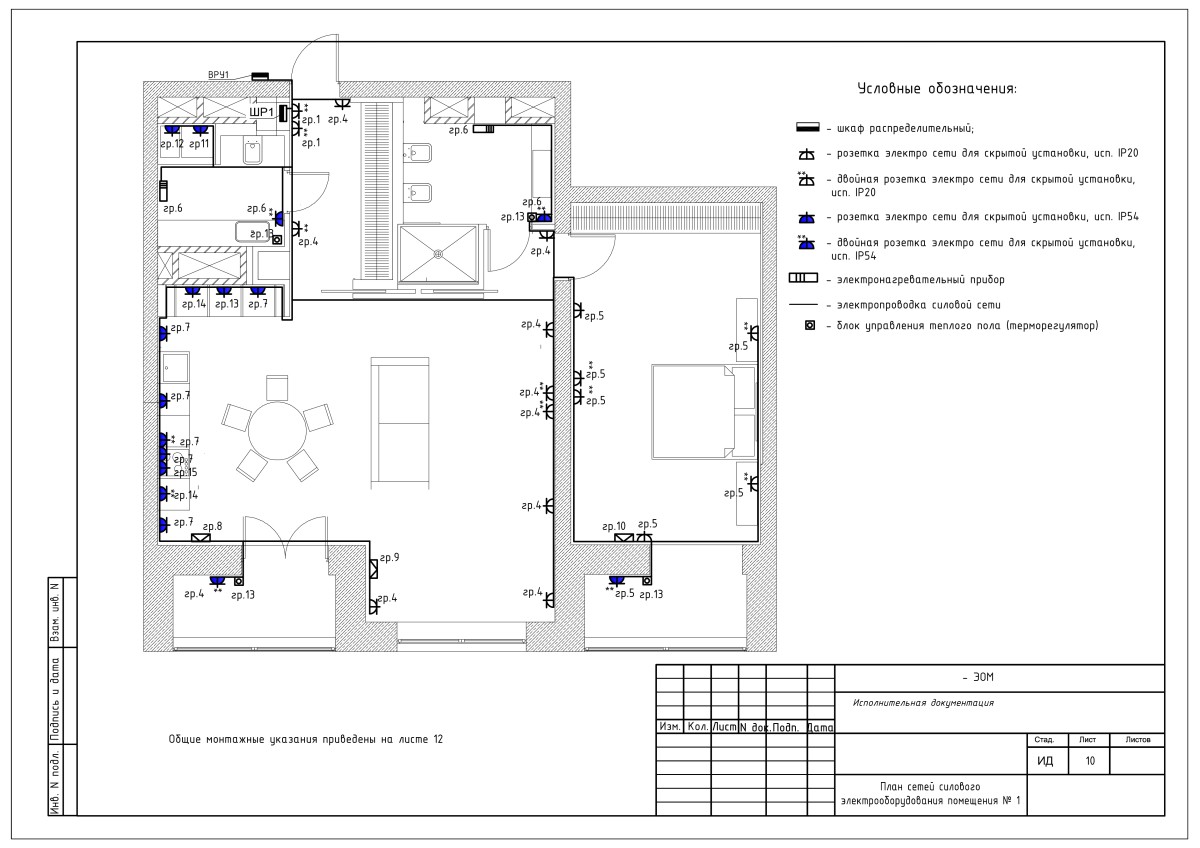 ВРУ1
ШР1
гр.1
гр.4
гр.1
гр.12
гр11
гр.6
гр.6
гр.6
гр.6
гр.13
гр.13
гр.4
гр.4
гр.14
гр.13
гр.7
гр.7
гр.4
гр.5
гр.5
гр.5
гр.5
гр.7
гр.4
гр.4
гр.7
гр.7
гр.15
гр.14
гр.7
гр.4
гр.5
гр.8
гр.10
гр.5
гр.9
гр.4
гр.13
гр.4
гр.4
гр.5
гр.13
Условные обозначения:
- шкаф распределительный;
- розетка электро сети для скрытой установки, исп. IP20
** - двойная розетка электро сети для скрытой установки,
исп. IP20
- розетка электро сети для скрытой установки, исп. IP54
** - двойная розетка электро сети для скрытой установки,
исп. IP54
- электронагревательный прибор
- электропроводка силовой сети
- блок управления теплого пола (терморегулятор)
Общие монтажные указания приведены на листе 12
Взам. инв. N
Подпись и дата
Инв. N подл.
- ЭОМ
Исполнительная документация
Изм. Кол. Лист N док. Подп. Дата
Стад. Лист Листов
ИД 10
План сетей силового
электрооборудования помещения № 1